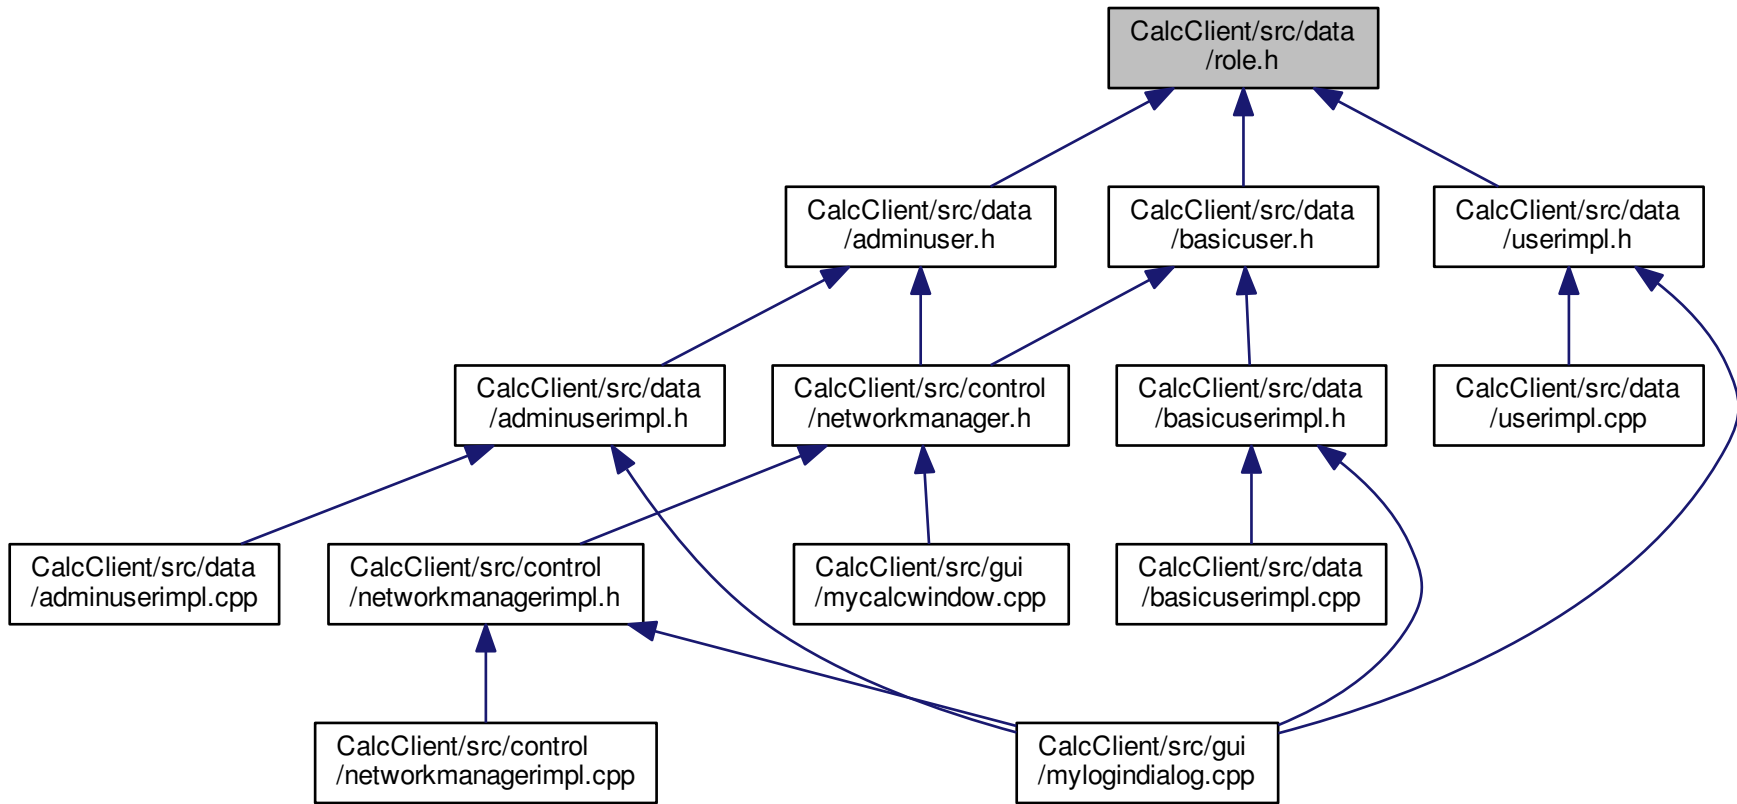 CalcClient/src/data
/role.h
CalcClient/src/data
/adminuser.h
CalcClient/src/data
/basicuser.h
CalcClient/src/data
/userimpl.h
CalcClient/src/data
/adminuserimpl.h
CalcClient/src/control
/networkmanager.h
CalcClient/src/data
/basicuserimpl.h
CalcClient/src/data
/userimpl.cpp
CalcClient/src/data
/adminuserimpl.cpp
CalcClient/src/control
/networkmanagerimpl.h
CalcClient/src/gui
/mycalcwindow.cpp
CalcClient/src/data
/basicuserimpl.cpp
CalcClient/src/control
/networkmanagerimpl.cpp
CalcClient/src/gui
/mylogindialog.cpp